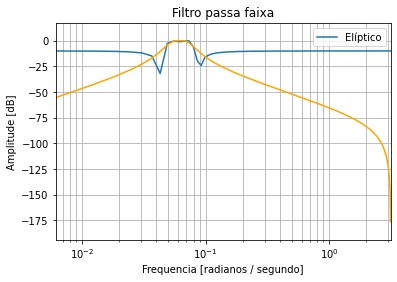 Filtro passa faixa
Elíptico
Amplitude [dB]
0
−25
−50
−75
−100
−125
−150
−175
10⁻² 10⁻¹ 10⁰
Frequencia [radianos / segundo]